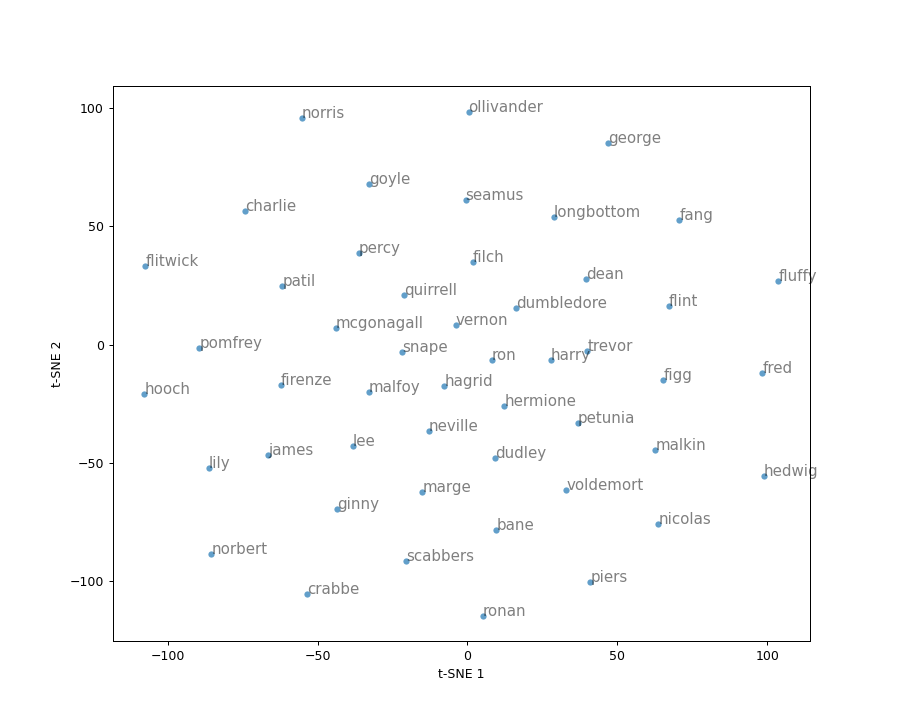 100
50
0
−50
−100
t-SNE 2
norris
ollivander
george
goyle
seamus
charlie
longbottom
fang
percy
filch
flitwick
patil
dean
fluffy
quirrell
dumbledore
flint
mcgonagall
vernon
pomfrey
snape
ron
harry
trevor
hooch
firenze
malfoy
hagrid
figg
fred
hermione
petunia
neville
james
lee
lily
dudley
malkin
marge
voldemort
hedwig
ginny
bane
nicolas
norbert
scabbers
crabbe
piers
ronan
−100
−50
0
50
100
t-SNE 1